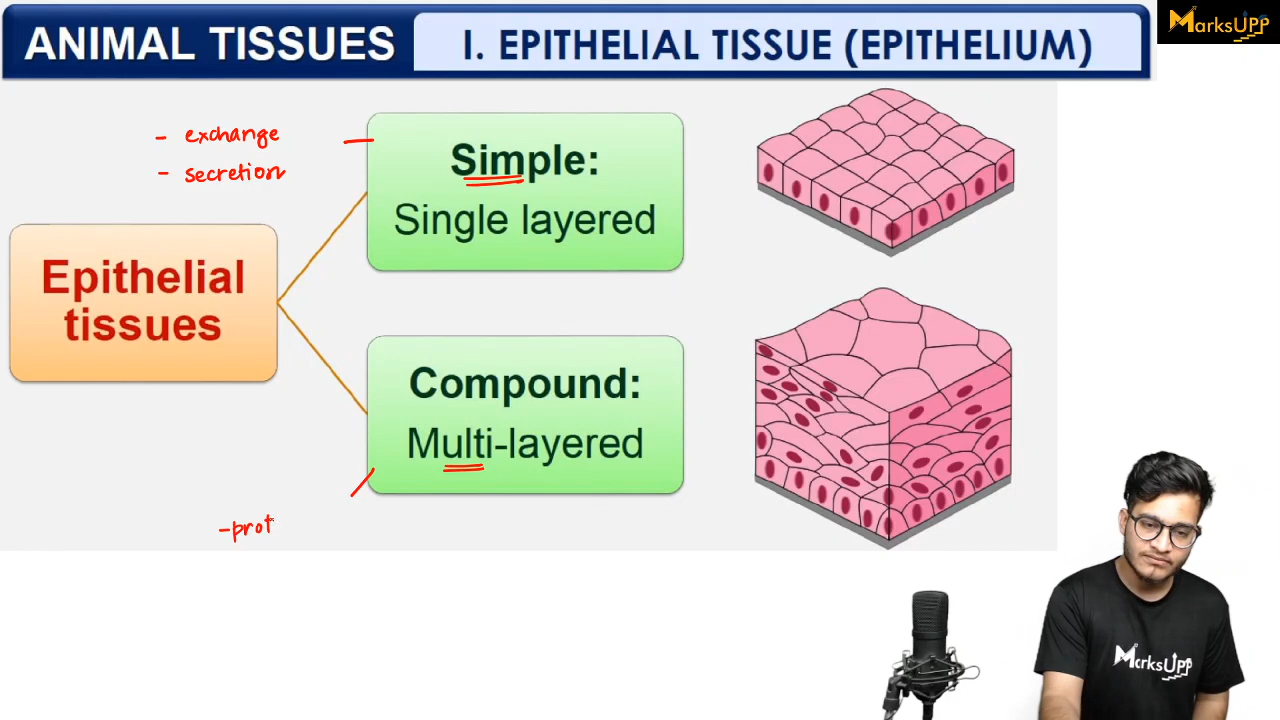 ANIMAL TISSUES
I. EPITHELIAL TISSUE (EPITHELIUM)
MarksUPP
- exchange
- secretion
Simple:
Single layered
Epithelial
tissues
Compound:
Multi-layered
-prot
MarksUPP